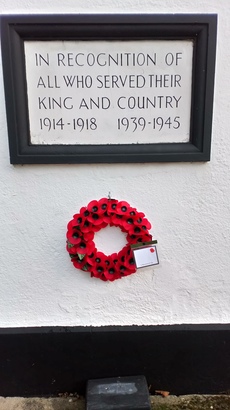 IN RECOGNITION OF
ALL WHO SERVED THEIR
KING AND COUNTRY
1914-1918 1939-1945